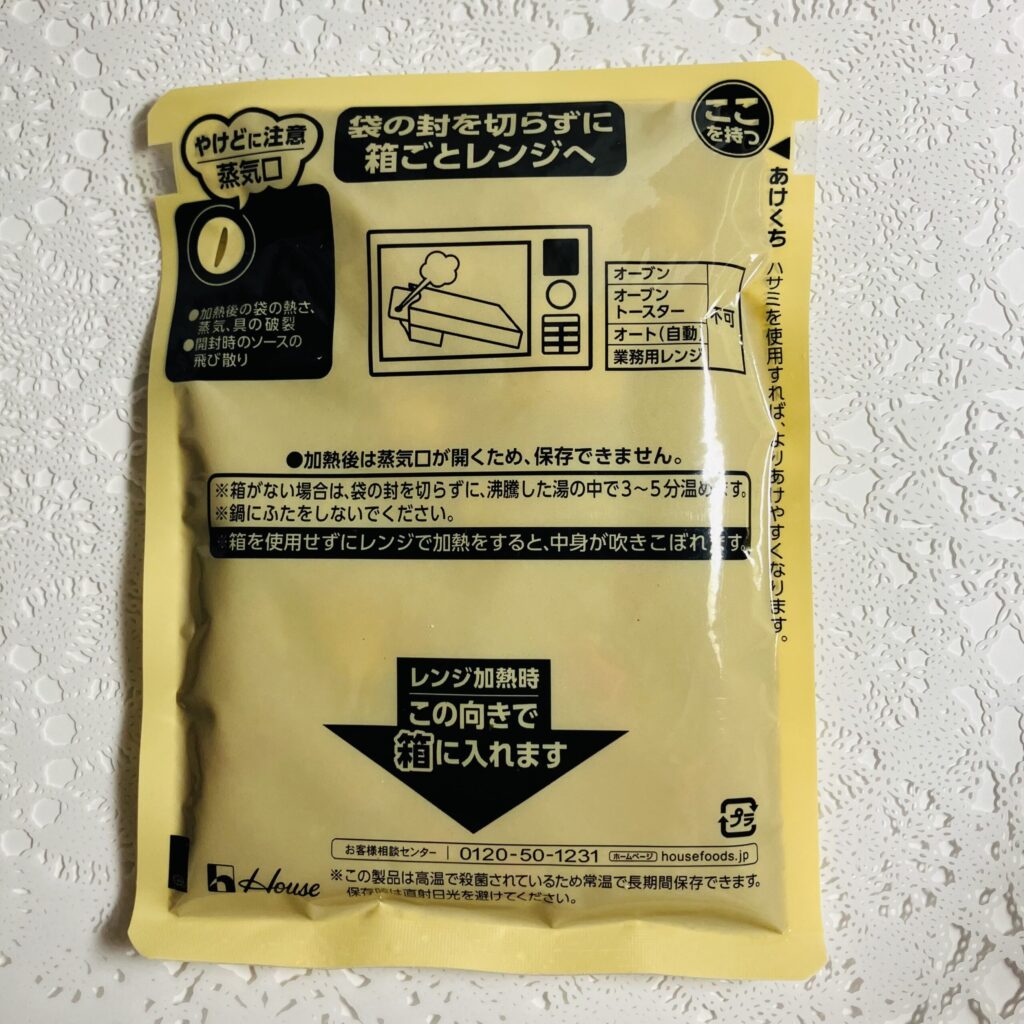 やけどに注意
蒸気口
袋の封を切らずに
箱ごとレンジへ
ここ
を持つ
◀あけくち ハサミを使用すれば、よりあけやすくなります。
●加熱後の袋の熱さ、
蒸気、具の破裂
●開封時のソースの
飛び散り
オーブン
オーブン
トースター
オート(自動)
業務用レンジ
不可
●加熱後は蒸気口が開くため、保存できません。
※箱がない場合は、袋の封を切らずに、沸騰した湯の中で3〜5分温めます。
※鍋にふたをしないでください。
※箱を使用せずにレンジで加熱をすると、中身が吹きこぼれます。
レンジ加熱時
この向きで
箱に入れます
プラ
お客様相談センター 0120-50-1231 ホームページ housefoods.jp
House
※この製品は高温で殺菌されているため常温で長期間保存できます。
保存時は直射日光を避けてください。